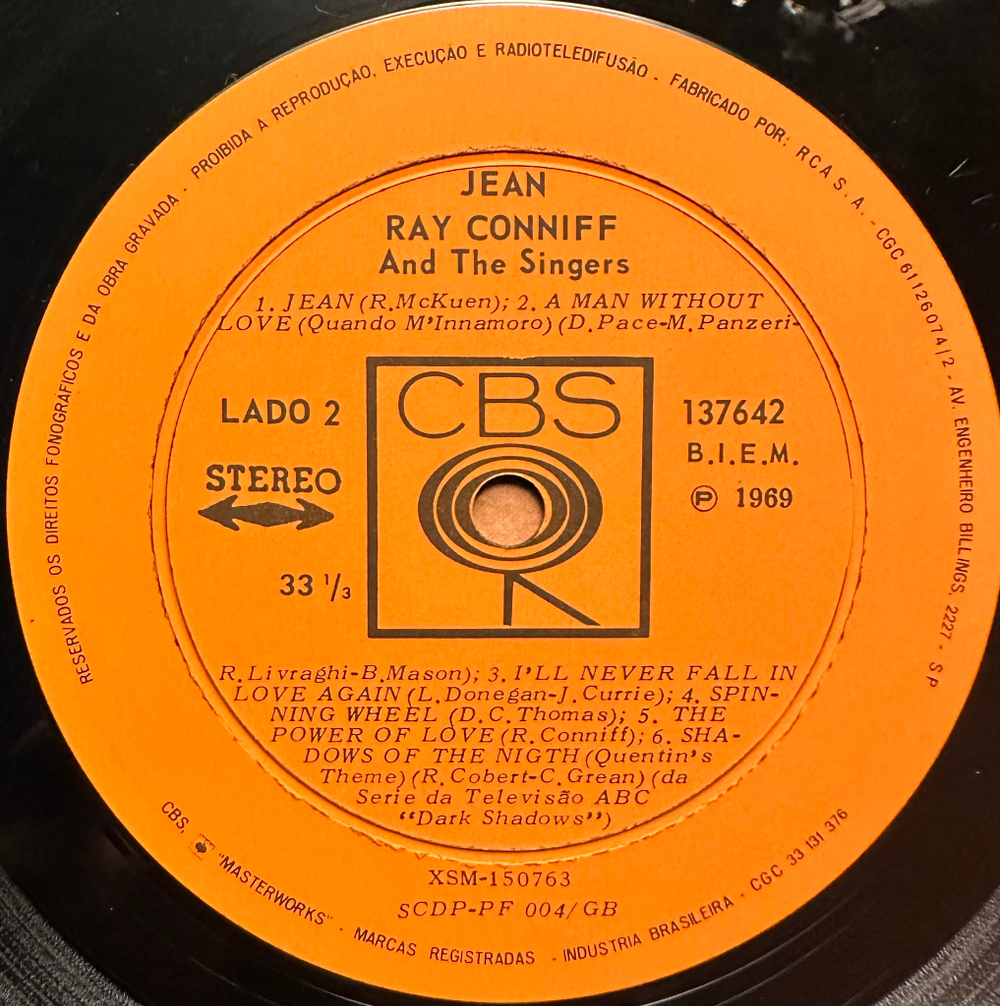 RESERVADOS OS DIREITOS FONOGRÁFICOS E DA OBRA GRAVADA - PROIBIDA A REPRODUÇAO, EXECUÇÃO E RADIOTELEDIFUSÃO - FABRICADO POR: RCA S.A. - CGC 61126074/2 - AV. ENGENHEIRO BILLINGS, 2227 - SP
JEAN
RAY CONNIFF
And The Singers
1. JEAN (R.McKuen); 2. A MAN WITHOUT
LOVE (Quando M'Innamoro) (D.Pace-M.Panzeri-
CBS
LADO 2
137642
B.I.E.M.
STEREO
℗ 1969
33 1/3
R.Livraghi-B.Mason); 3. I'LL NEVER FALL IN
LOVE AGAIN (L.Donegan-J.Currie); 4. SPIN-
NING WHEEL (D.C.Thomas); 5. THE
POWER OF LOVE (R.Conniff); 6. SHA-
DOWS OF THE NIGTH (Quentin's
Theme) (R. Cobert-C.Grean) (da
Serie da Televisão ABC
“Dark Shadows”)
XSM-150763
SCDP-PF 004/GB
CBS, "MASTERWORKS" - MARCAS REGISTRADAS - INDUSTRIA BRASILEIRA - CGC 33 131 376